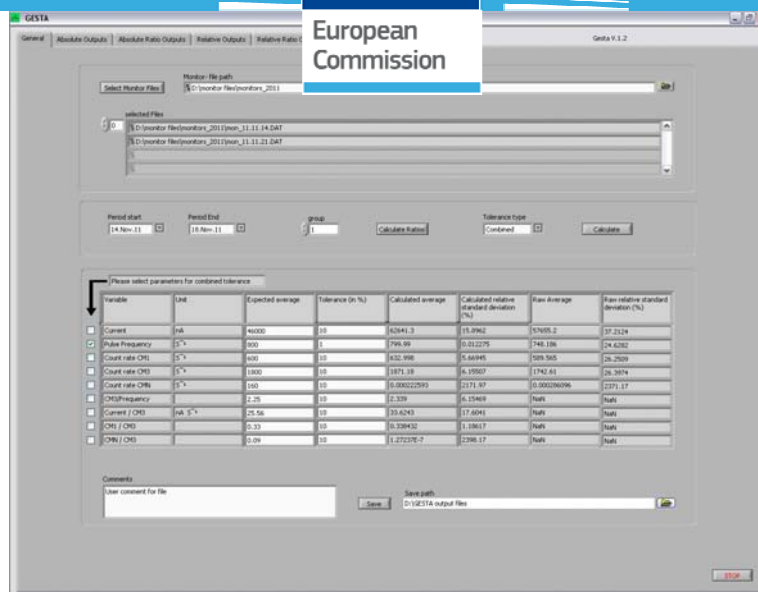 GESTA
European
Commission
General Absolute Outputs Absolute Ratio Outputs Relative Outputs Relative Ratio Gesta V.1.2
Monitor- file path
Select Monitor Files D:\monitor files\monitors_2011
selected Files
0 D:\monitor files\monitors_2011\mon_11.11.14.DAT
D:\monitor files\monitors_2011\mon_11.11.21.DAT
Period start Period End group Tolerance type
14.Nov.11 18.Nov.11 1 Calculate Ratios Combined Calculate
Please select parameters for combined tolerance
Variable Unit Expected average Tolerance (in %) Calculated average Calculated relative standard deviation (%) Raw Average Raw relative standard deviation (%)
Current nA 46000 10 62641.3 15.8962 57655.2 37.2124
Pulse Frequency S^-1 800 1 799.99 0.012275 748.186 24.6282
Count rate CM1 S^-1 600 10 632.998 5.66945 589.565 26.2509
Count rate CM3 S^-1 1800 10 1871.18 6.15507 1742.61 26.3974
Count rate CMN S^-1 160 10 0.000222593 2171.97 0.000286096 2371.17
CM3/Frequency 2.25 10 2.339 6.15469 NaN NaN
Current / CM3 nA S^-1 25.56 10 33.6243 17.6041 NaN NaN
CM1 / CM3 0.33 10 0.338432 1.18617 NaN NaN
CMN / CM3 0.09 10 1.27237E-7 2398.17 NaN NaN
Comments
User comment for file
Save path
Save D:\GESTA output files
STOP